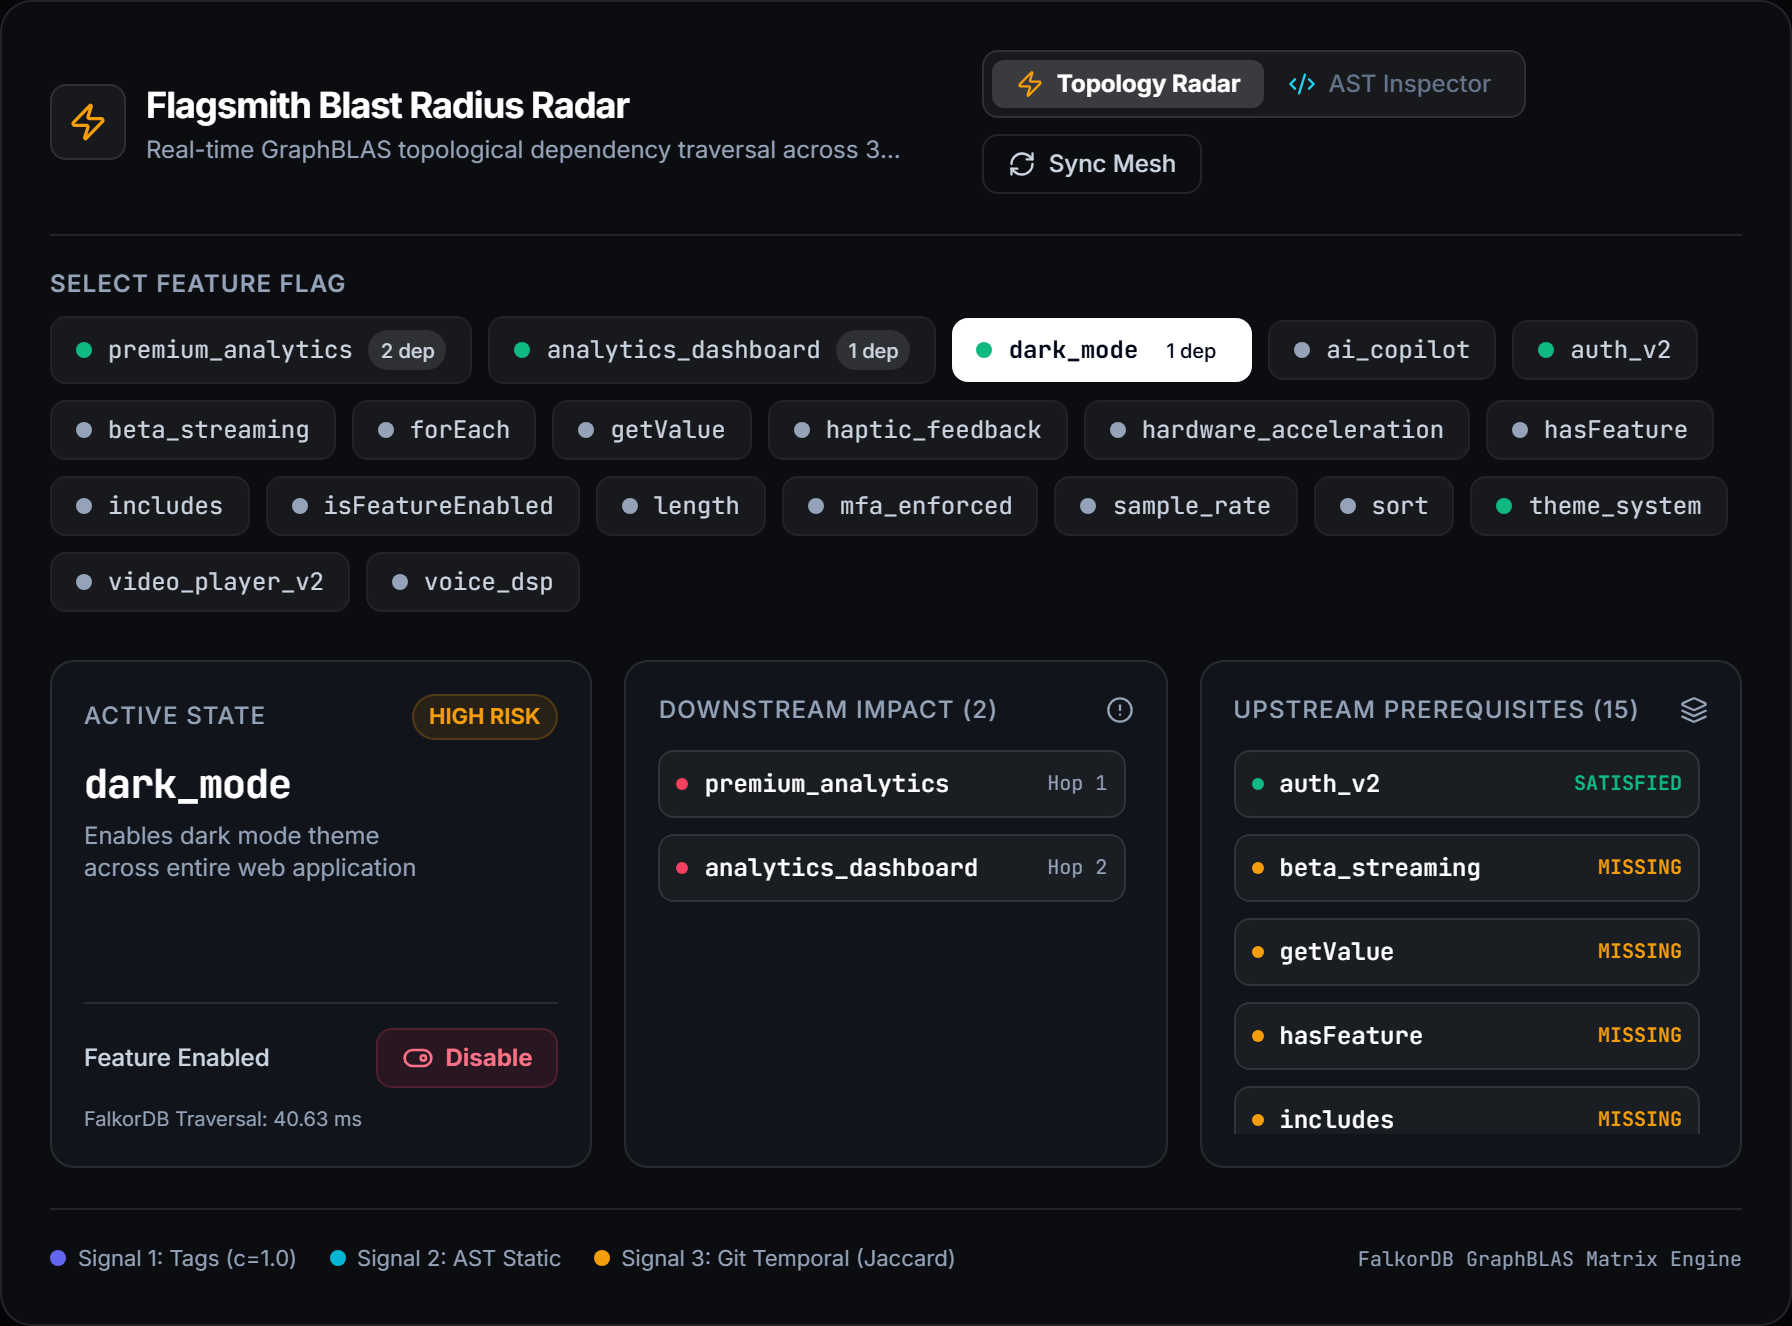 Flagsmith Blast Radius Radar
Real-time GraphBLAS topological dependency traversal across 3...
Topology Radar
AST Inspector
Sync Mesh
SELECT FEATURE FLAG
premium_analytics 2 dep
analytics_dashboard 1 dep
dark_mode 1 dep
ai_copilot
auth_v2
beta_streaming
forEach
getValue
haptic_feedback
hardware_acceleration
hasFeature
includes
isFeatureEnabled
length
mfa_enforced
sample_rate
sort
theme_system
video_player_v2
voice_dsp
ACTIVE STATE
HIGH RISK
dark_mode
Enables dark mode theme
across entire web application
Feature Enabled
Disable
FalkorDB Traversal: 40.63 ms
DOWNSTREAM IMPACT (2)
premium_analytics Hop 1
analytics_dashboard Hop 2
UPSTREAM PREREQUISITES (15)
auth_v2 SATISFIED
beta_streaming MISSING
getValue MISSING
hasFeature MISSING
includes MISSING
Signal 1: Tags (c=1.0)
Signal 2: AST Static
Signal 3: Git Temporal (Jaccard)
FalkorDB GraphBLAS Matrix Engine